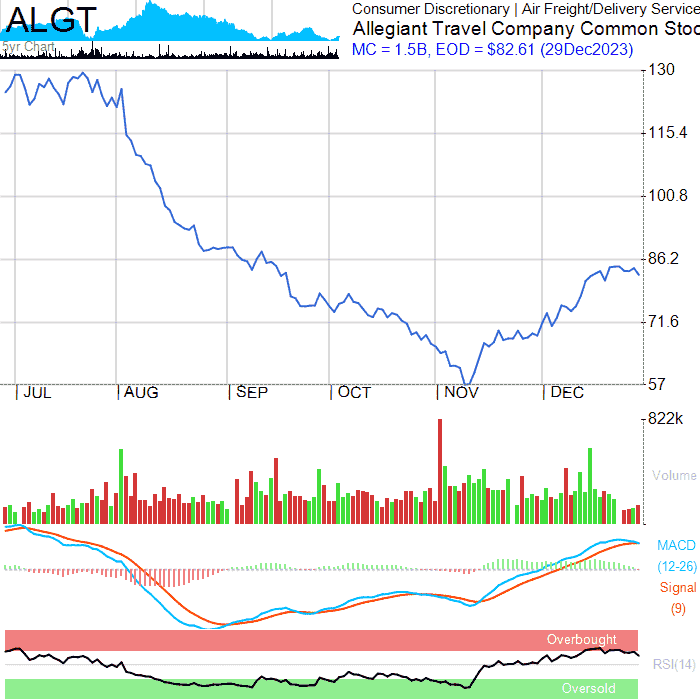 ALGT
5yr Chart
Consumer Discretionary | Air Freight/Delivery Service
Allegiant Travel Company Common Stoc
MC = 1.5B, EOD = $82.61 (29Dec2023)
130
115.4
100.8
86.2
71.6
57
JUL AUG SEP OCT NOV DEC
822k
Volume
MACD
(12-26)
Signal
(9)
Overbought
RSI(14)
Oversold